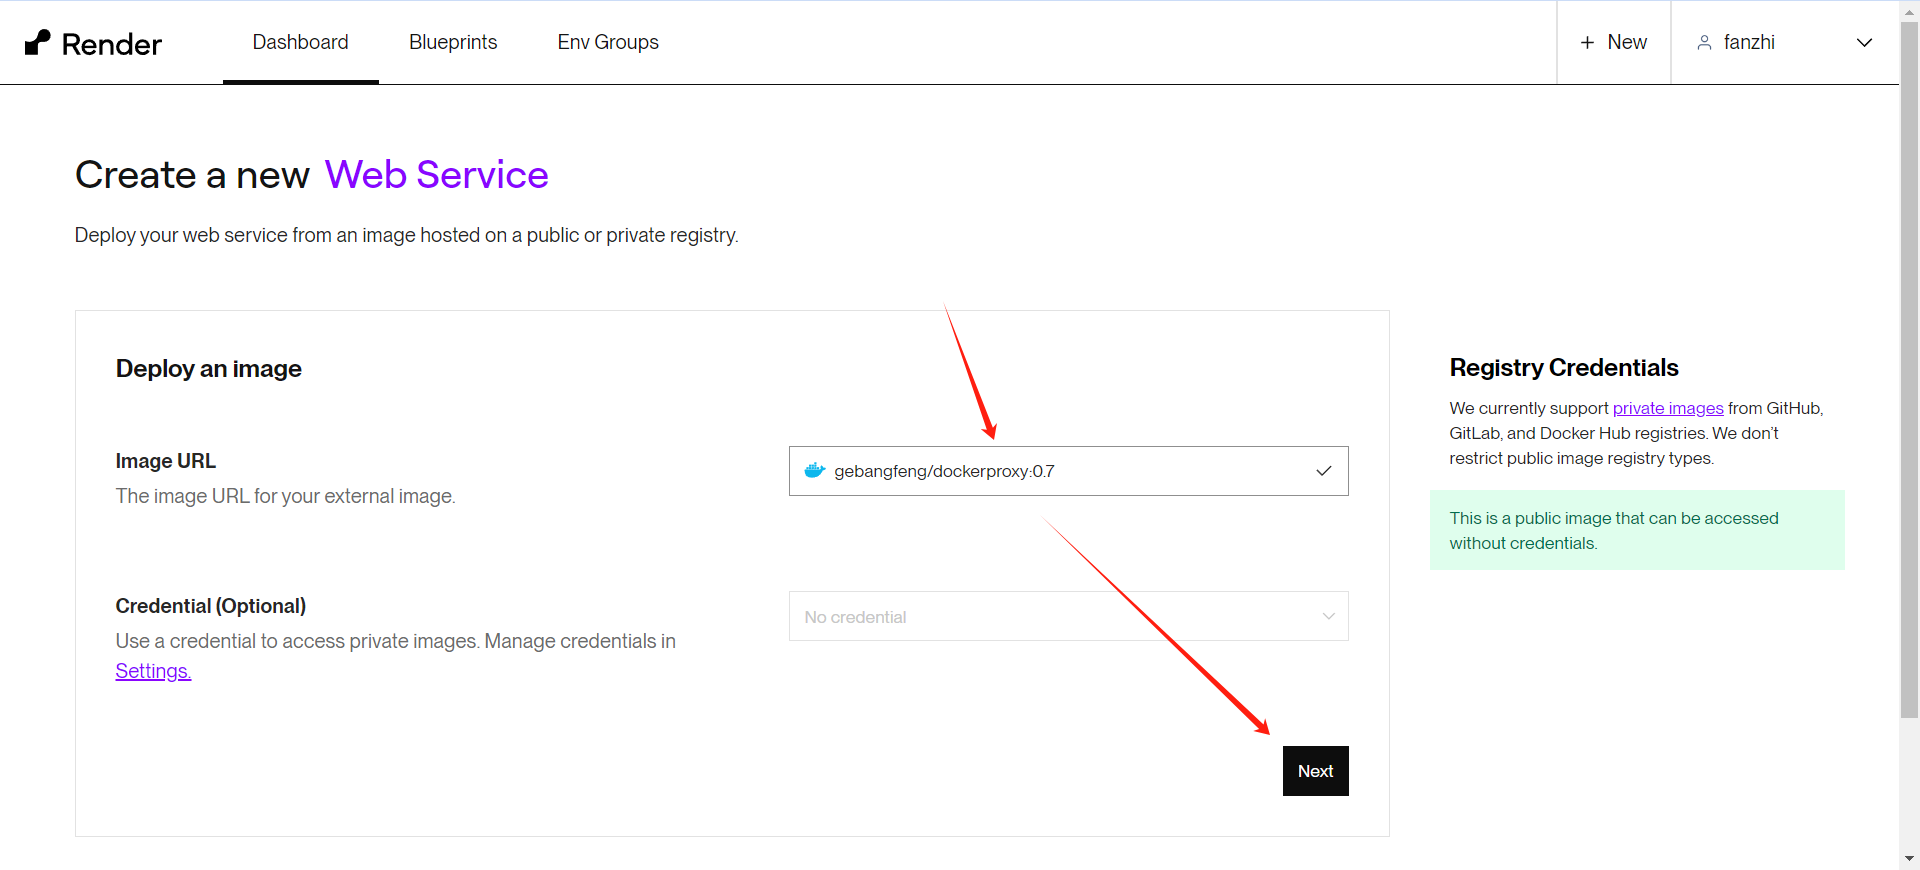 Render
Dashboard
Blueprints
Env Groups
+ New
fanzhi
Create a new Web Service
Deploy your web service from an image hosted on a public or private registry.
Deploy an image
Image URL
The image URL for your external image.
gebangfeng/dockerproxy:0.7
Credential (Optional)
Use a credential to access private images. Manage credentials in
Settings.
No credential
Next
Registry Credentials
We currently support private images from GitHub,
GitLab, and Docker Hub registries. We don't
restrict public image registry types.
This is a public image that can be accessed
without credentials.